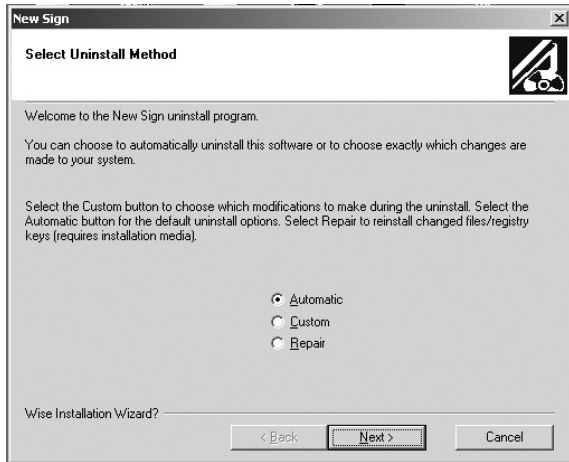 New Sign
Select Uninstall Method
Welcome to the New Sign uninstall program.
You can choose to automatically uninstall this software or to choose exactly which changes are
made to your system.
Select the Custom button to choose which modifications to make during the uninstall. Select the
Automatic button for the default uninstall options. Select Repair to reinstall changed files/registry
keys (requires installation media).
Automatic
Custom
Repair
Wise Installation Wizard?
< Back
Next >
Cancel